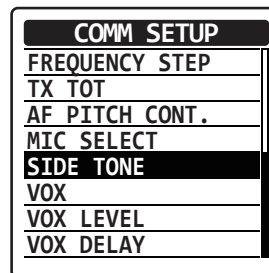 COMM SETUP
FREQUENCY STEP
TX TOT
AF PITCH CONT.
MIC SELECT
SIDE TONE
VOX
VOX LEVEL
VOX DELAY